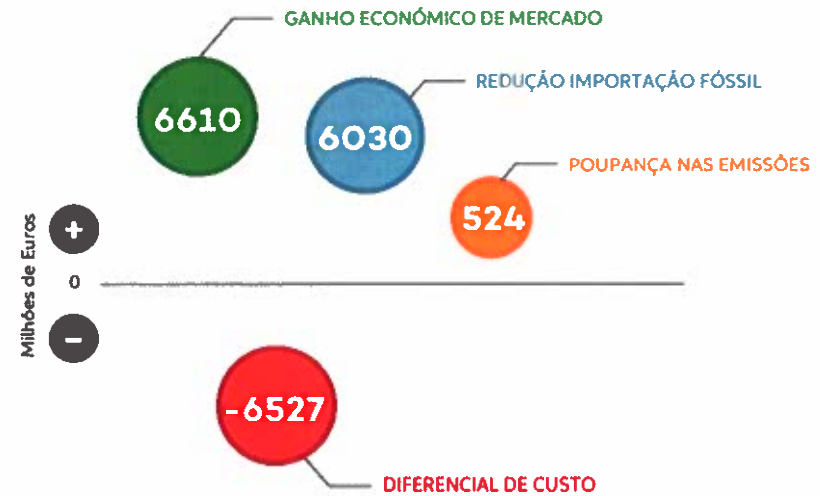 GANHO ECONÓMICO DE MERCADO
6610
REDUÇÃO IMPORTAÇÃO FÓSSIL
6030
POUPANÇA NAS EMISSÕES
524
Milhões de Euros
+
0
–
-6527
DIFERENCIAL DE CUSTO